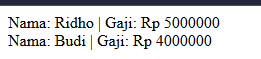 Nama: Ridho | Gaji: Rp 5000000
Nama: Budi | Gaji: Rp 4000000